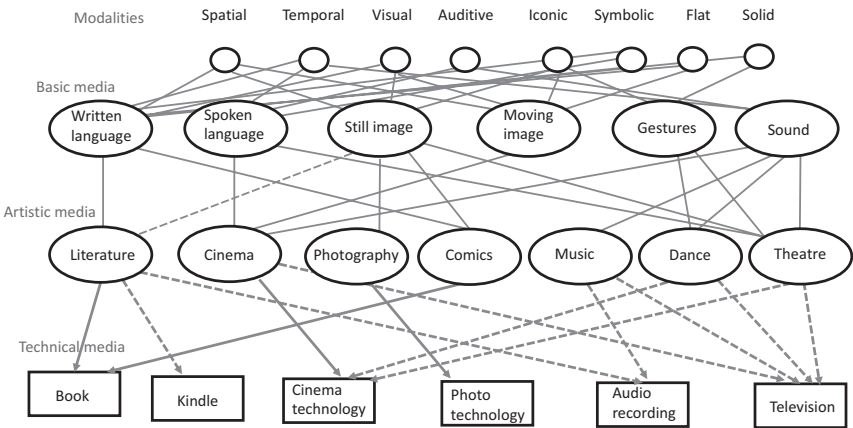 Modalities
Spatial
Temporal
Visual
Auditive
Iconic
Symbolic
Flat
Solid
Basic media
Written
language
Spoken
language
Still image
Moving
image
Gestures
Sound
Artistic media
Literature
Cinema
Photography
Comics
Music
Dance
Theatre
Technical media
Book
Kindle
Cinema
technology
Photo
technology
Audio
recording
Television